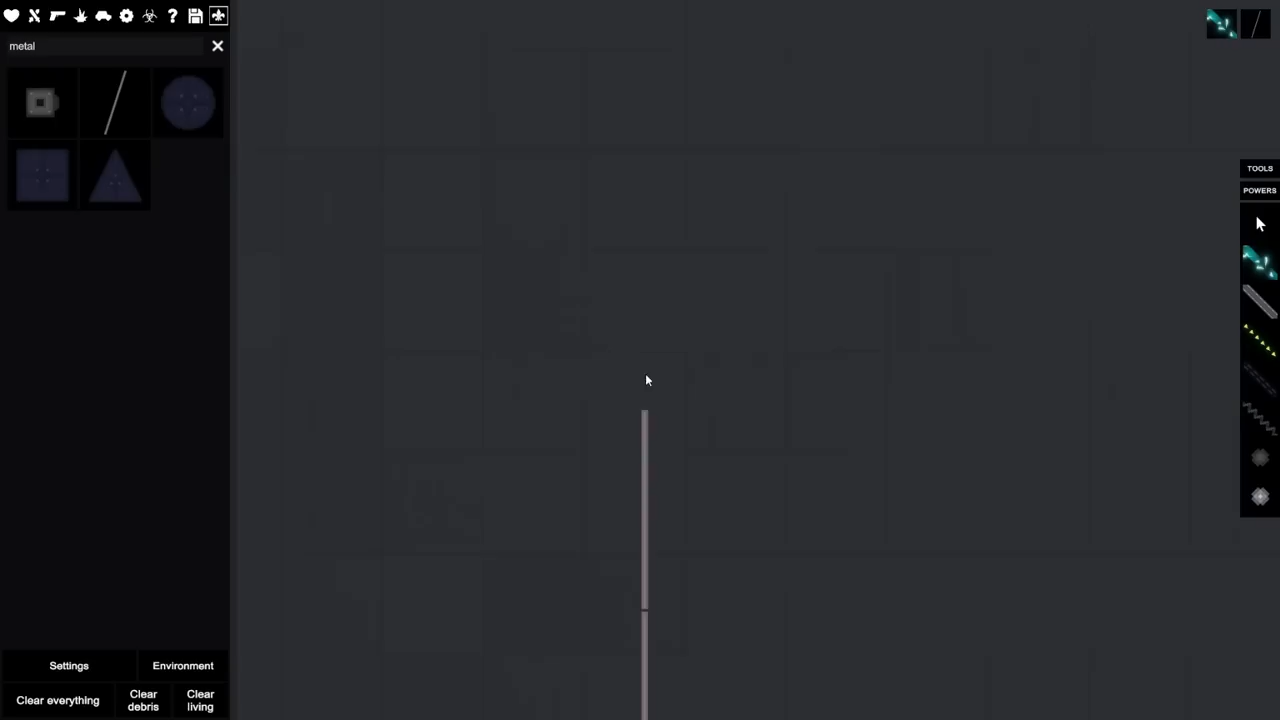 metal
TOOLS
POWERS
Settings
Environment
Clear everything
Clear
debris
Clear
living